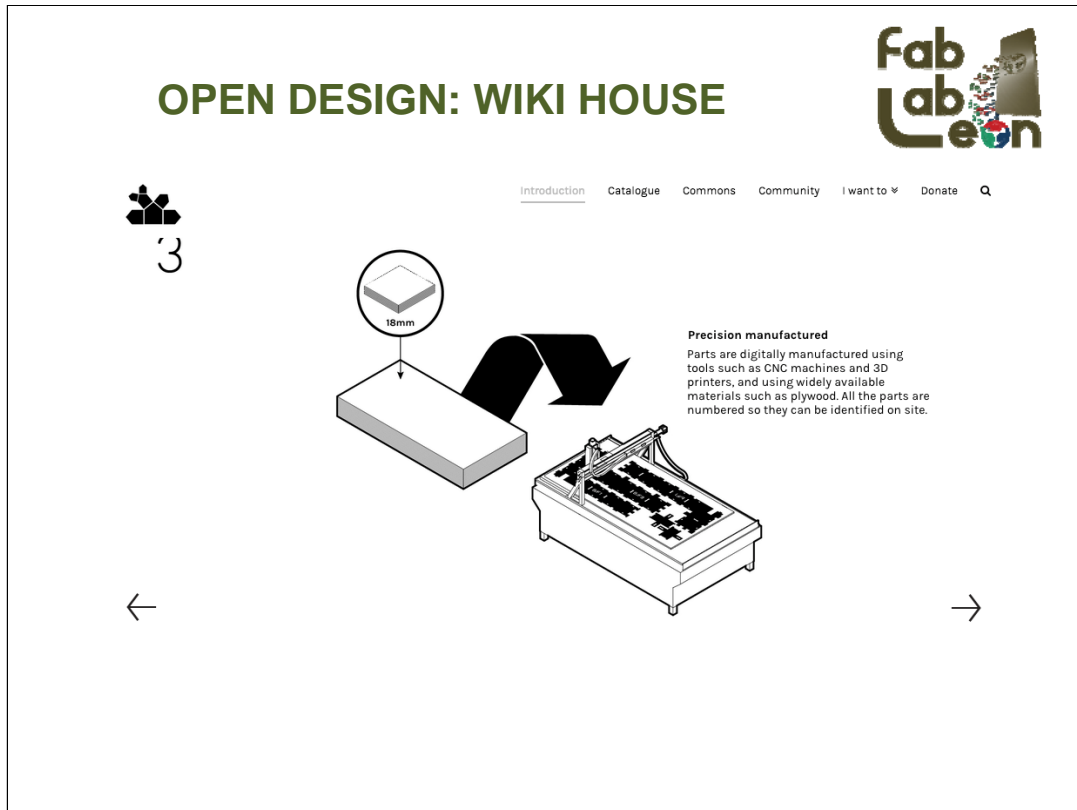 Fab
Lab
Leon
OPEN DESIGN: WIKI HOUSE
Introduction Catalogue Commons Community I want to Donate
3
18mm
Precision manufactured
Parts are digitally manufactured using
tools such as CNC machines and 3D
printers, and using widely available
materials such as plywood. All the parts are
numbered so they can be identified on site.